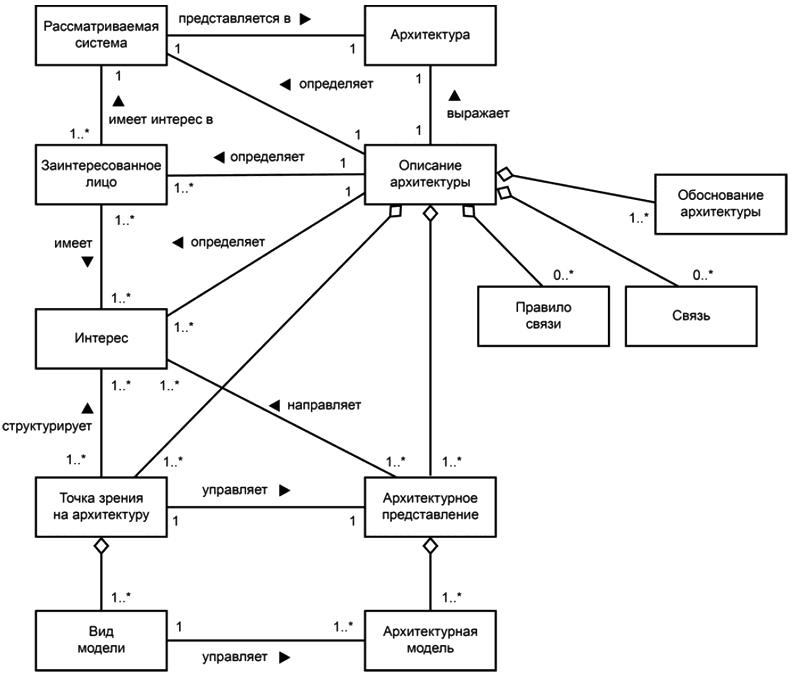 Рассматриваемая
система
представляется в ►
Архитектура
1
1
1
1
◄ определяет
▲
имеет интерес в
▲
выражает
1..*
1
1
Заинтересованное
лицо
◄ определяет
1
Описание
архитектуры
1..*
1
Обоснование
архитектуры
1..*
1..*
имеет
▼
◄ определяет
0..*
0..*
1..*
1..*
Правило
связи
Связь
Интерес
1..*
1..*
◄ направляет
▲
структурирует
1..*
1..*
1..*
1..*
Точка зрения
на архитектуру
управляет ►
Архитектурное
представление
1
1
1..*
1..*
Вид
модели
1
1..*
Архитектурная
модель
управляет ►